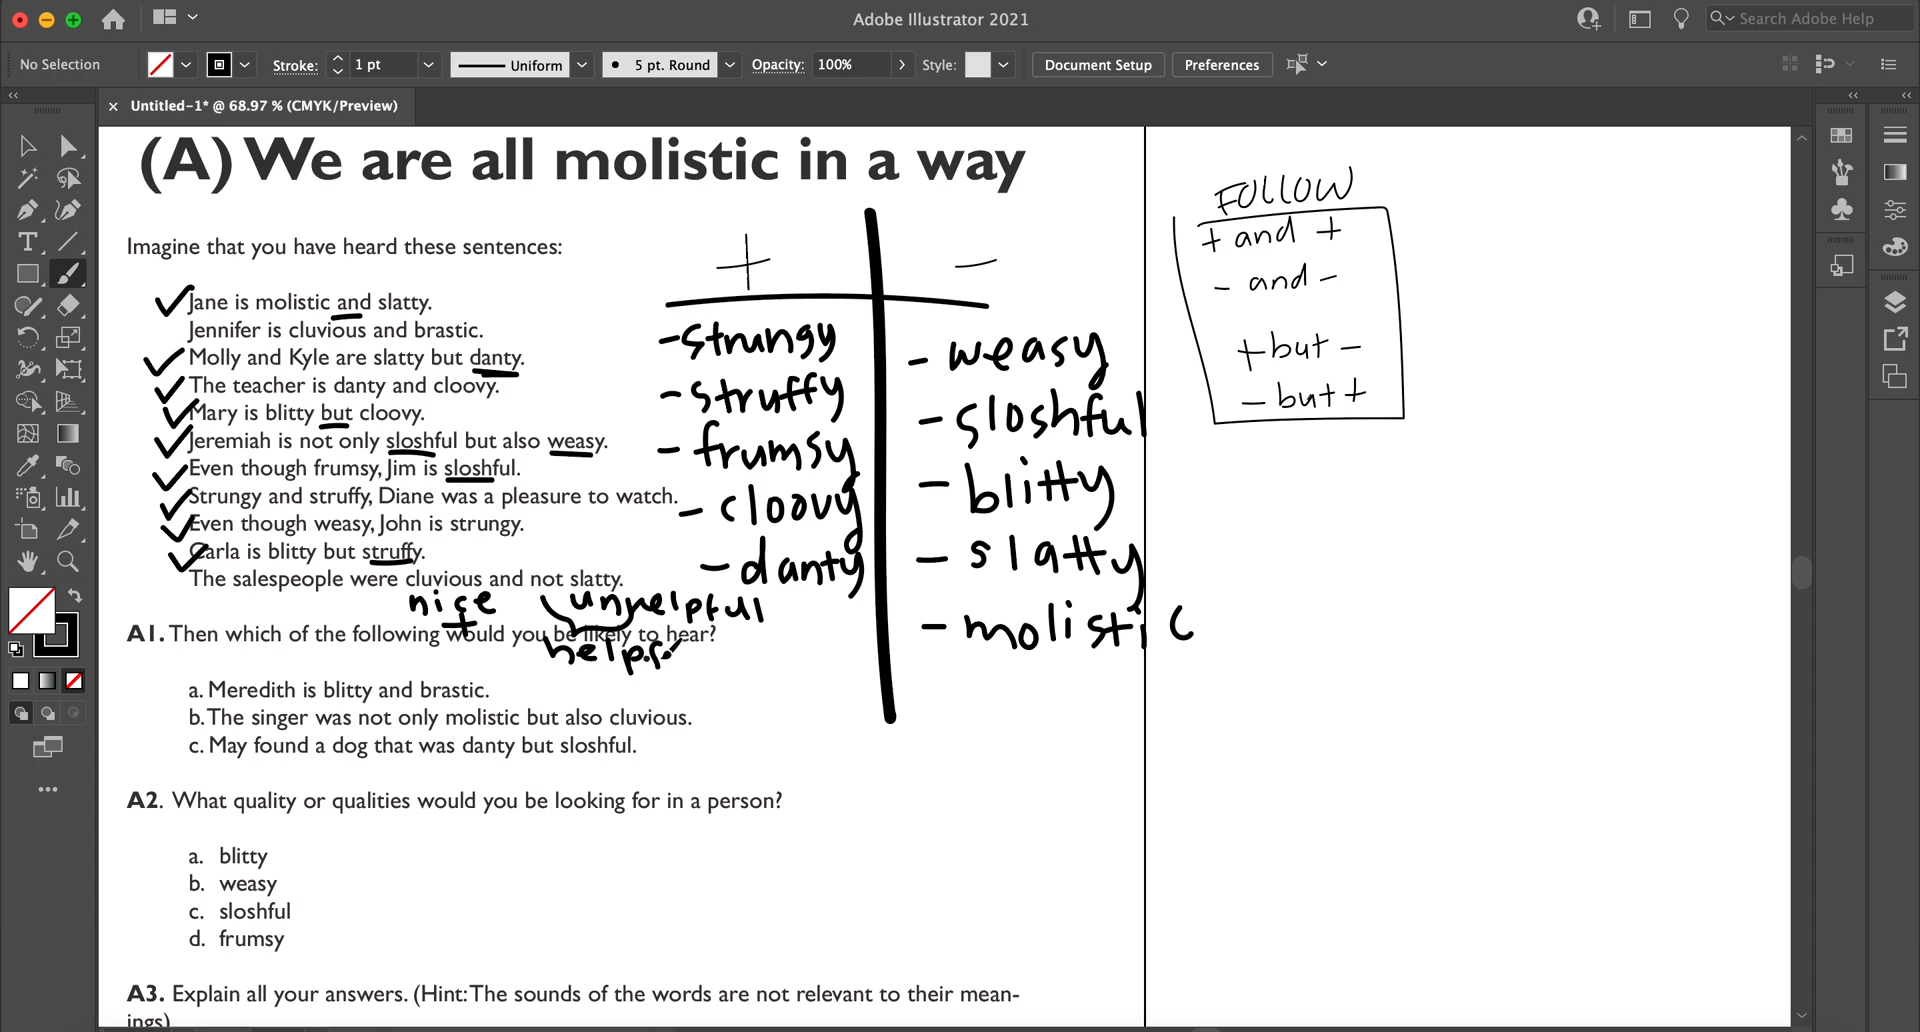 Adobe Illustrator 2021
Search Adobe Help
No Selection
Stroke: 1 pt
Uniform
5 pt. Round
Opacity: 100%
Style:
Document Setup
Preferences
Untitled-1* @ 68.97 % (CMYK/Preview)
(A) We are all molistic in a way
Imagine that you have heard these sentences:
Jane is molistic and slatty.
Jennifer is cluvious and brastic.
Molly and Kyle are slatty but danty.
The teacher is danty and cloovy.
Mary is blitty but cloovy.
Jeremiah is not only sloshful but also weasy.
Even though frumsy, Jim is sloshful.
Strungy and struffy, Diane was a pleasure to watch.
Even though weasy, John is strungy.
Carla is blitty but struffy.
The salespeople were cluvious and not slatty.
nice unhelpful
+
A1. Then which of the following would you be likely to hear?
a. Meredith is blitty and brastic.
b. The singer was not only molistic but also cluvious.
c. May found a dog that was danty but sloshful.
A2. What quality or qualities would you be looking for in a person?
a. blitty
b. weasy
c. sloshful
d. frumsy
A3. Explain all your answers. (Hint: The sounds of the words are not relevant to their mean-
ings)
+
- strungy
- struffy
- frumsy
- cloovy
- danty
-
- weasy
- sloshful
- blitty
- slatty
- molistic
FOLLOW
+ and +
- and -
+ but -
- but +